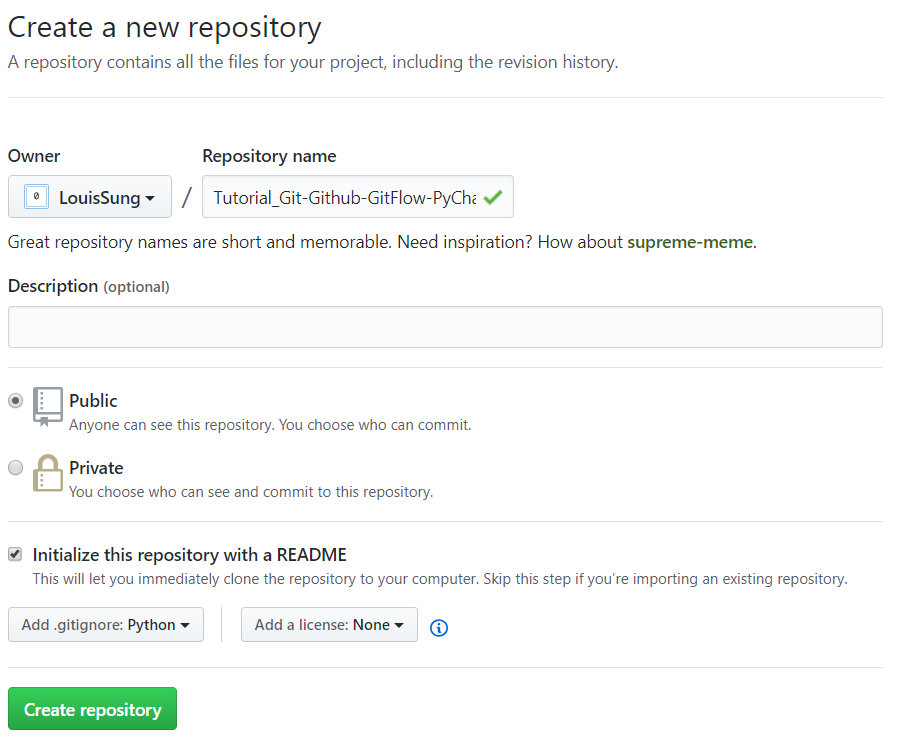 Create a new repository
A repository contains all the files for your project, including the revision history.
Owner Repository name
0 LouisSung / Tutorial_Git-Github-GitFlow-PyCha
Great repository names are short and memorable. Need inspiration? How about supreme-meme.
Description (optional)
Public
Anyone can see this repository. You choose who can commit.
Private
You choose who can see and commit to this repository.
Initialize this repository with a README
This will let you immediately clone the repository to your computer. Skip this step if you’re importing an existing repository.
Add .gitignore: Python Add a license: None
Create repository